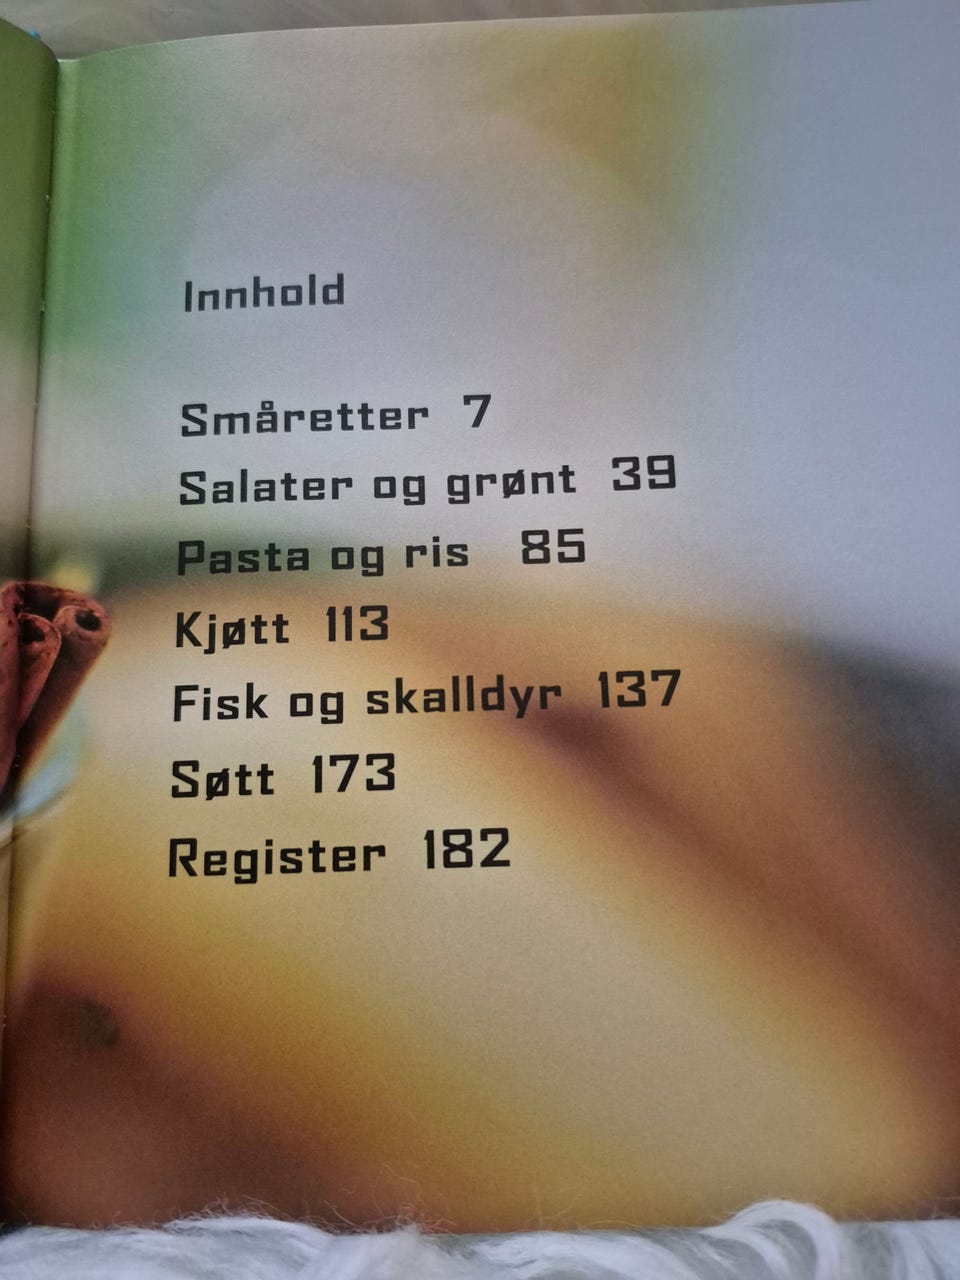 Innhold
Småretter 7
Salater og grønt 39
Pasta og ris 85
Kjøtt 113
Fisk og skalldyr 137
Søtt 173
Register 182